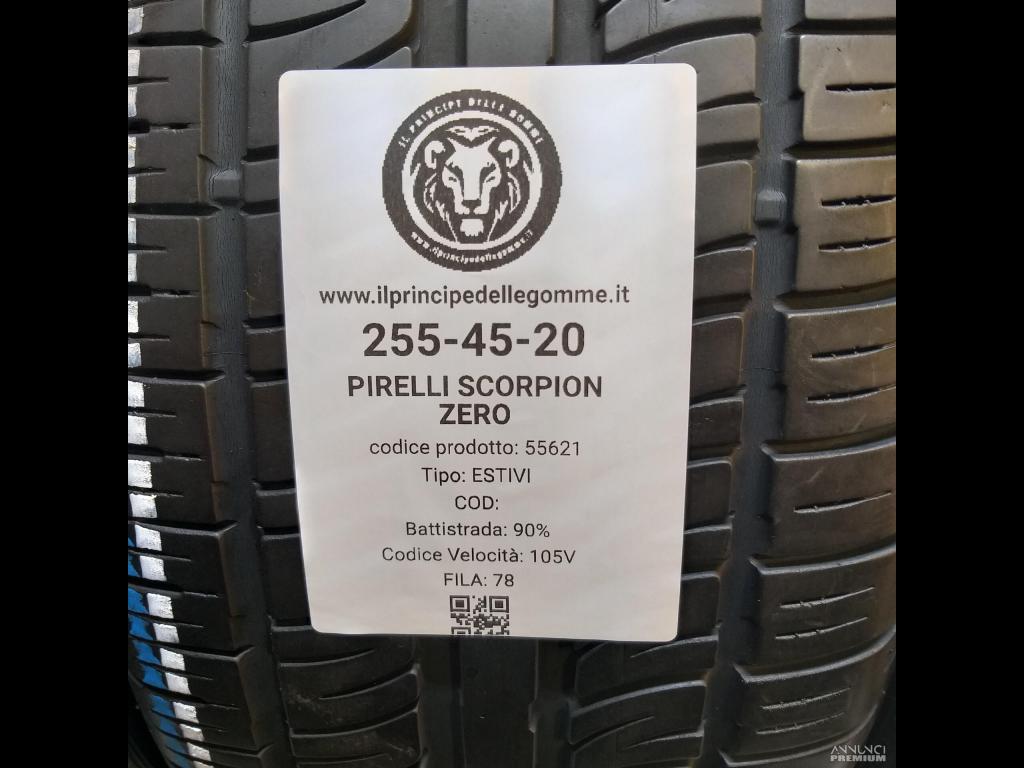 IL PRINCIPE DELLE GOMME
www.ilprincipedellegomme.it
www.ilprincipedellegomme.it
255-45-20
PIRELLI SCORPION
ZERO
codice prodotto: 55621
Tipo: ESTIVI
COD:
Battistrada: 90%
Codice Velocità: 105V
FILA: 78
ANNUNCI
PREMIUM